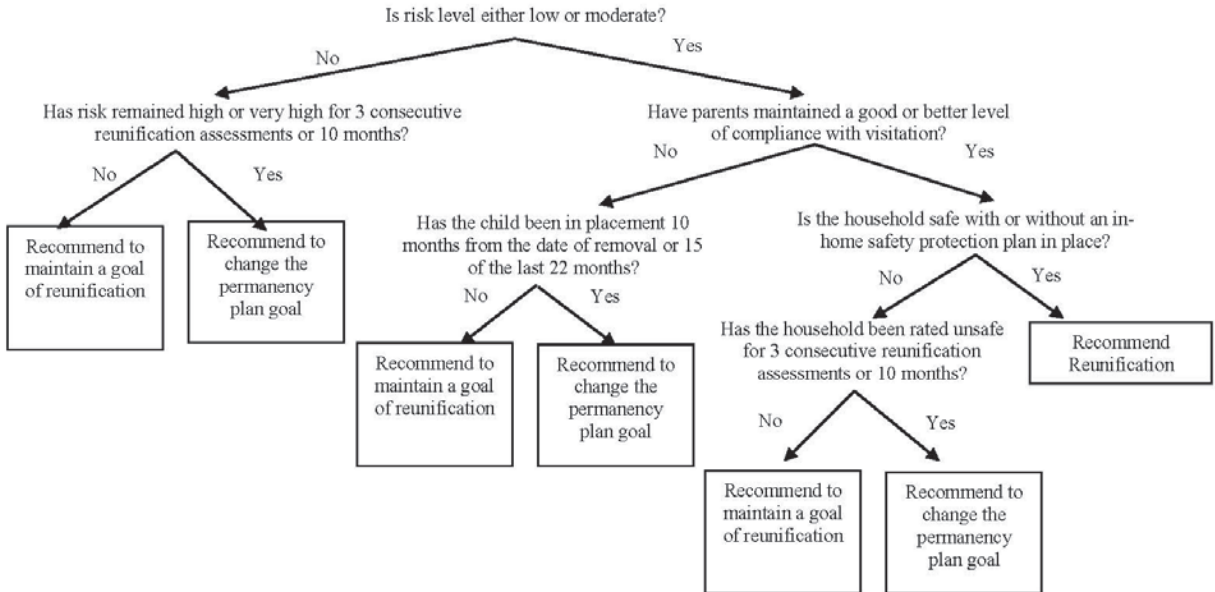 Is risk level either low or moderate?
No
Yes
Has risk remained high or very high for 3 consecutive
reunification assessments or 10 months?
Have parents maintained a good or better level
of compliance with visitation?
No
Yes
No
Yes
Recommend to
maintain a goal
of reunification
Recommend to
change the
permanency
plan goal
Has the child been in placement 10
months from the date of removal or 15
of the last 22 months?
Is the household safe with or without an in-
home safety protection plan in place?
No
Yes
No
Yes
Recommend to
maintain a goal
of reunification
Recommend to
change the
permanency
plan goal
Has the household been rated unsafe
for 3 consecutive reunification
assessments or 10 months?
Recommend
Reunification
No
Yes
Recommend to
maintain a goal
of reunification
Recommend to
change the
permanency
plan goal